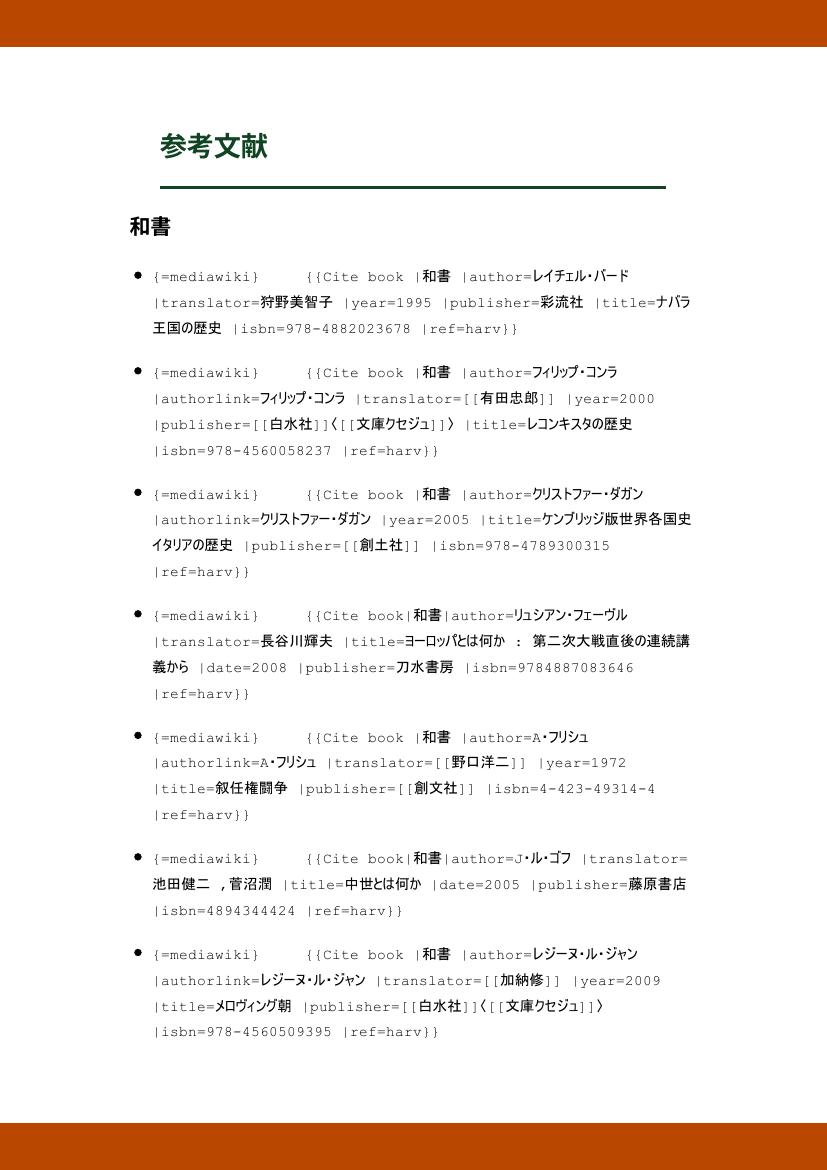 参考文献
和書
• {=mediawiki}     {{Cite book |和書 |author=レイチェル・バード
|translator=狩野美智子 |year=1995 |publisher=彩流社 |title=ナバラ
王国の歴史 |isbn=978-4882023678 |ref=harv}}
• {=mediawiki}     {{Cite book |和書 |author=フィリップ・コンラ
|authorlink=フィリップ・コンラ |translator=[[有田忠郎]] |year=2000
|publisher=[[白水社]]〈[[文庫クセジュ]]〉 |title=レコンキスタの歴史
|isbn=978-4560058237 |ref=harv}}
• {=mediawiki}     {{Cite book |和書 |author=クリストファー・ダガン
|authorlink=クリストファー・ダガン |year=2005 |title=ケンブリッジ版世界各国史
イタリアの歴史 |publisher=[[創土社]] |isbn=978-4789300315
|ref=harv}}
• {=mediawiki}     {{Cite book|和書|author=リュシアン・フェーヴル
|translator=長谷川輝夫 |title=ヨーロッパとは何か : 第二次大戦直後の連続講
義から |date=2008 |publisher=刀水書房 |isbn=9784887083646
|ref=harv}}
• {=mediawiki}     {{Cite book |和書 |author=A・フリシュ
|authorlink=A・フリシュ |translator=[[野口洋二]] |year=1972
|title=叙任権闘争 |publisher=[[創文社]] |isbn=4-423-49314-4
|ref=harv}}
• {=mediawiki}     {{Cite book|和書|author=J・ル・ゴフ |translator=
池田健二 ,菅沼潤 |title=中世とは何か |date=2005 |publisher=藤原書店
|isbn=4894344424 |ref=harv}}
• {=mediawiki}     {{Cite book |和書 |author=レジーヌ・ル・ジャン
|authorlink=レジーヌ・ル・ジャン |translator=[[加納修]] |year=2009
|title=メロヴィング朝 |publisher=[[白水社]]〈[[文庫クセジュ]]〉
|isbn=978-4560509395 |ref=harv}}